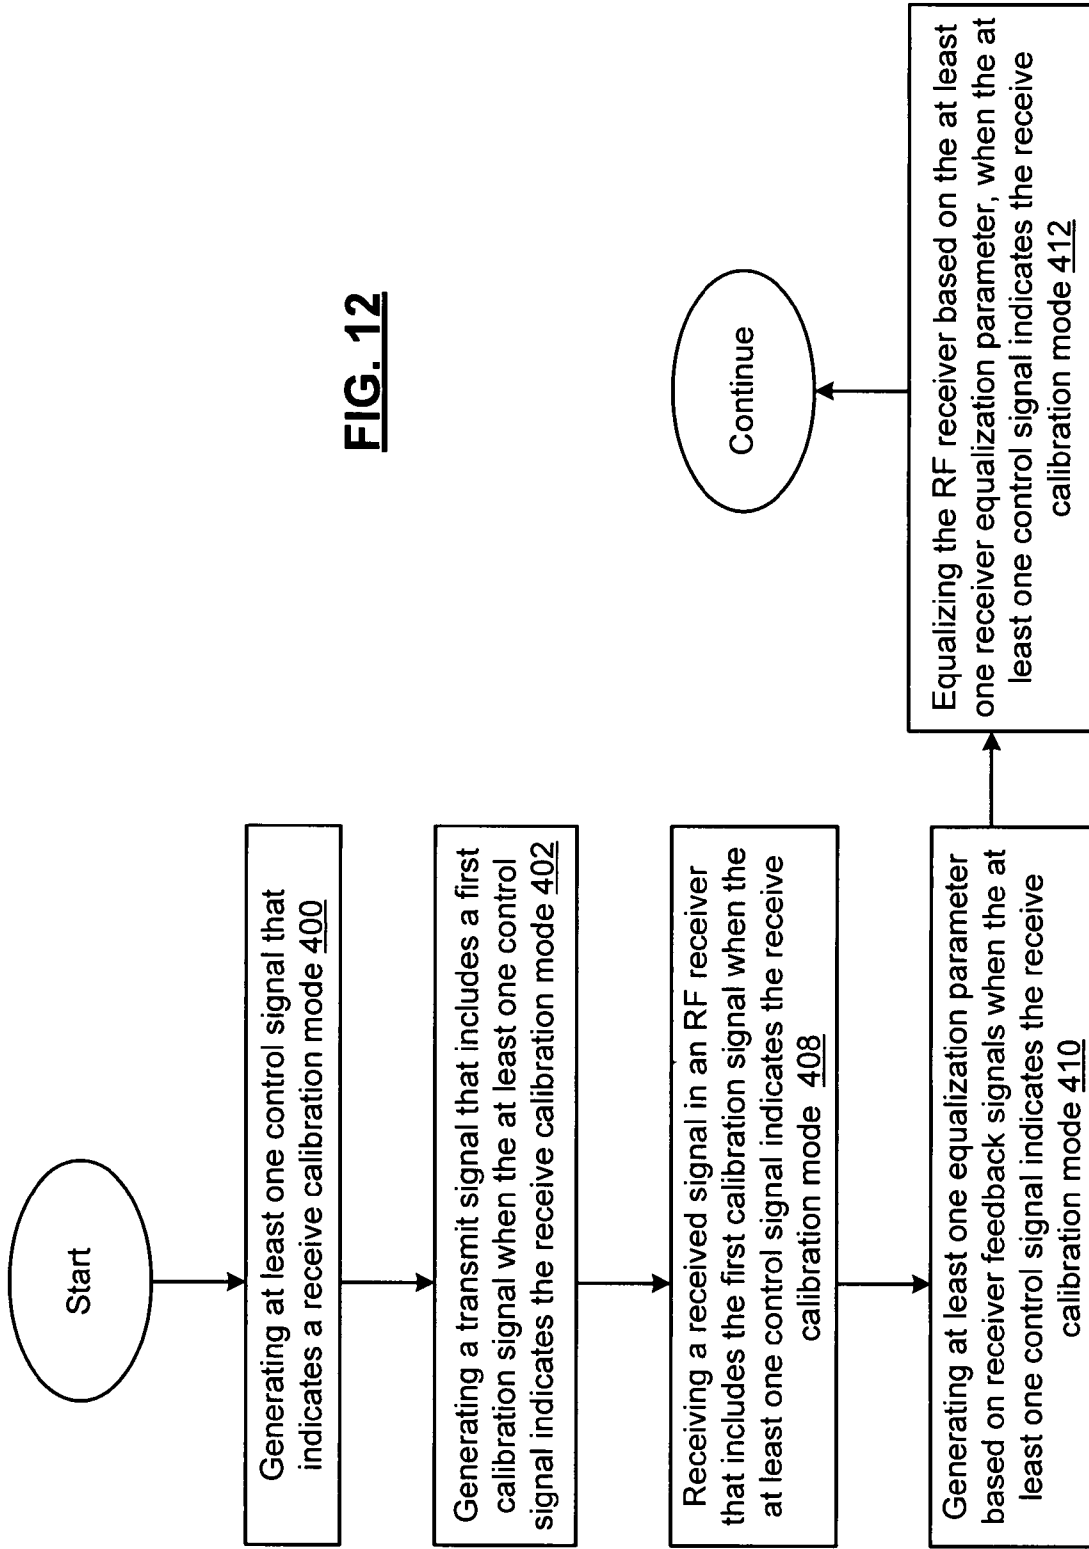 Start
Generating at least one control signal that
indicates a receive calibration mode 400
Generating a transmit signal that includes a first
calibration signal when the at least one control
signal indicates the receive calibration mode 402
Receiving a received signal in an RF receiver
that includes the first calibration signal when the
at least one control signal indicates the receive
calibration mode 408
Generating at least one equalization parameter
based on receiver feedback signals when the at
least one control signal indicates the receive
calibration mode 410
Equalizing the RF receiver based on the at least
one receiver equalization parameter, when the at
least one control signal indicates the receive
calibration mode 412
Continue
FIG. 12